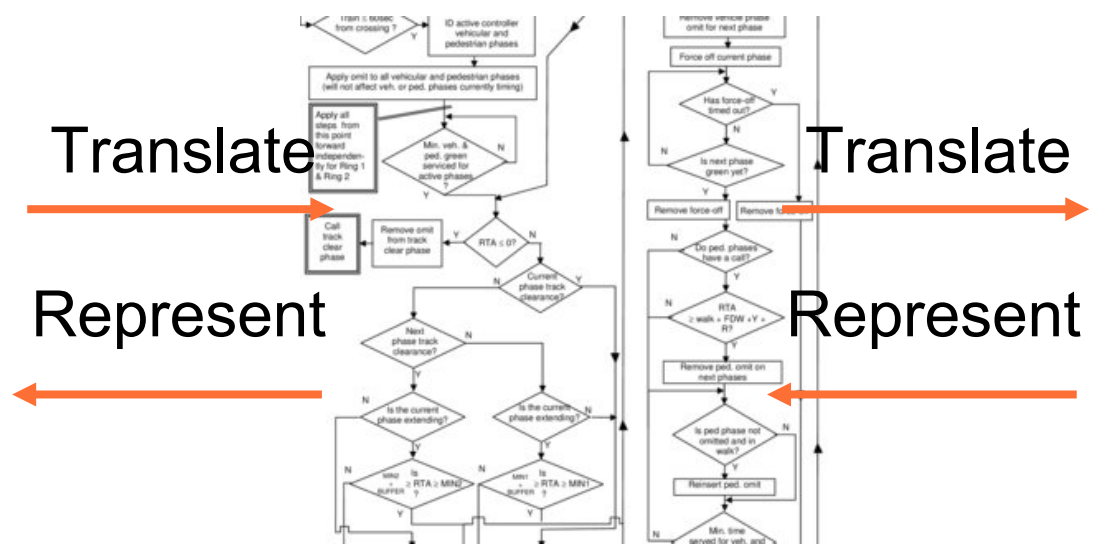 Train ≤ 60sec
from crossing ?
Y
ID active controller
vehicular and
pedestrian phases
Apply omit to all vehicular and pedestrian phases
(will not affect veh. or ped. phases currently timing)
Apply all
steps from
this point
forward
independen-
tly for Ring 1
& Ring 2
Min. veh. &
ped. green
serviced for
active phases
?
N
Y
Call
track
clear
phase
Remove omit
from track
clear phase
Y
RTA ≤ 0?
N
Current
phase track
clearance?
N
Y
Next
phase track
clearance?
N
Y
Is the current
phase extending?
N
Y
Is the current
phase extending?
N
Y
MIN2
+
BUFFER
Is
≥ RTA ≥ MIN2
?
N
Y
MIN1
+
BUFFER
Is
≥ RTA ≥ MIN1
?
N
Y
Remove vehicle phase
omit for next phase
Force off current phase
Has force-off
timed out?
Y
N
Is next phase
green yet?
N
Y
Remove force-off
Remove
Do ped. phases
have a call?
N
Y
RTA
≥ walk + FDW +Y +
R?
N
Y
Remove ped. omit on
next phases
Is ped phase not
omitted and in
walk?
N
Y
Reinsert ped. omit
Min. time
served for veh. and
N
Translate
Represent
Translate
Represent